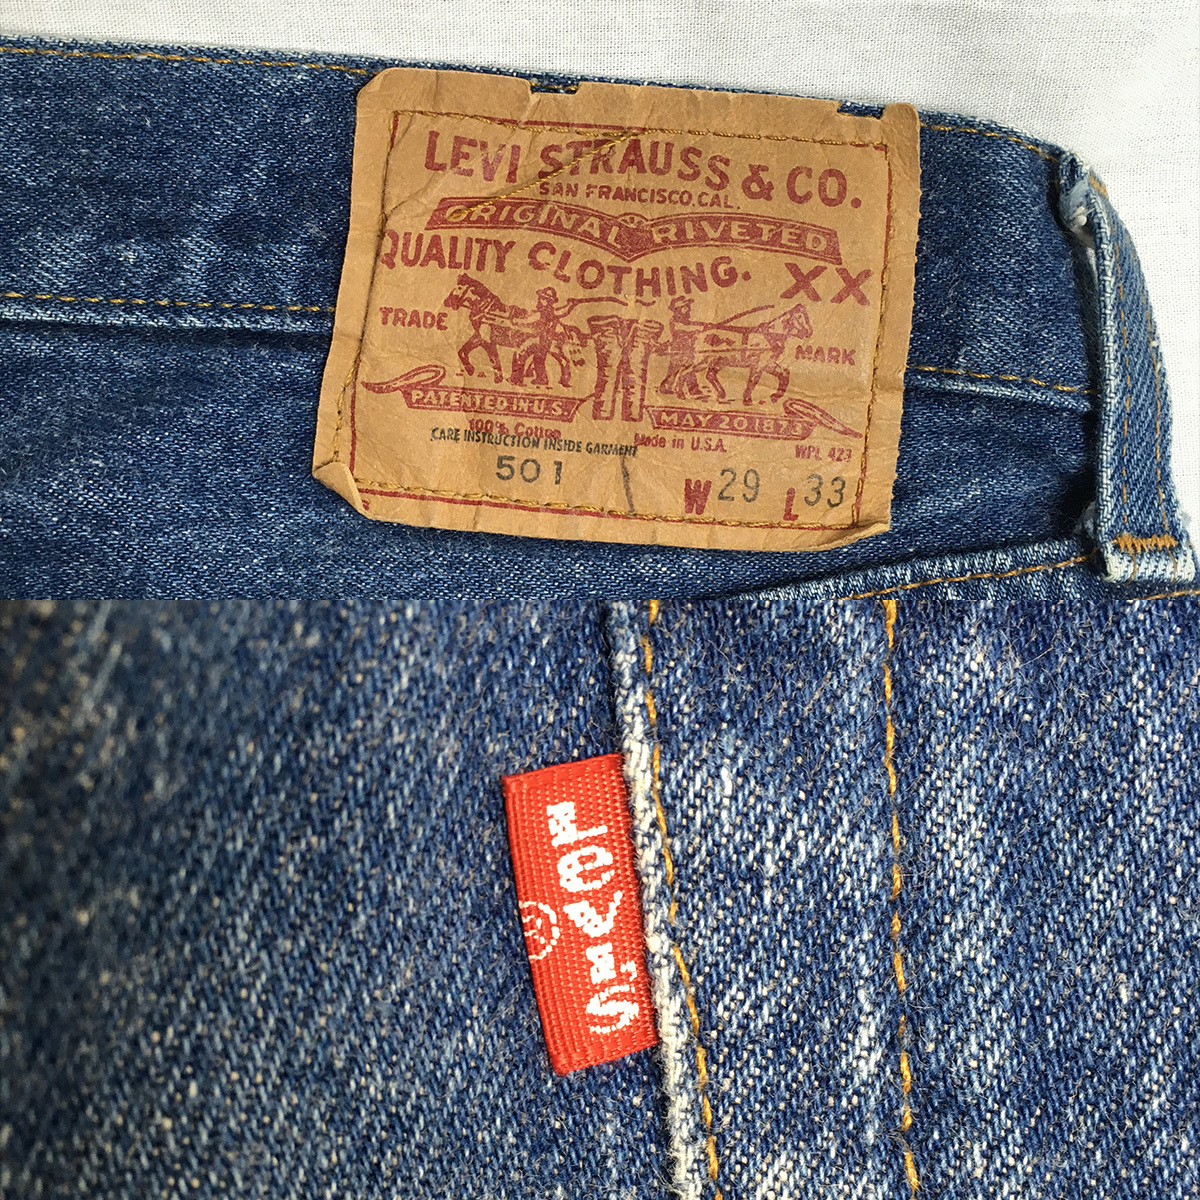 LEVI STRAUSS & CO.
SAN FRANCISCO, CAL.
ORIGINAL RIVETED
QUALITY CLOTHING.
XX
TRADE MARK
PATENTED IN U.S. MAY 20 1873
100% Cotton Made in U.S.A. WPL 423
CARE INSTRUCTION INSIDE GARMENT
501 W 29 L 33
Levi's
®